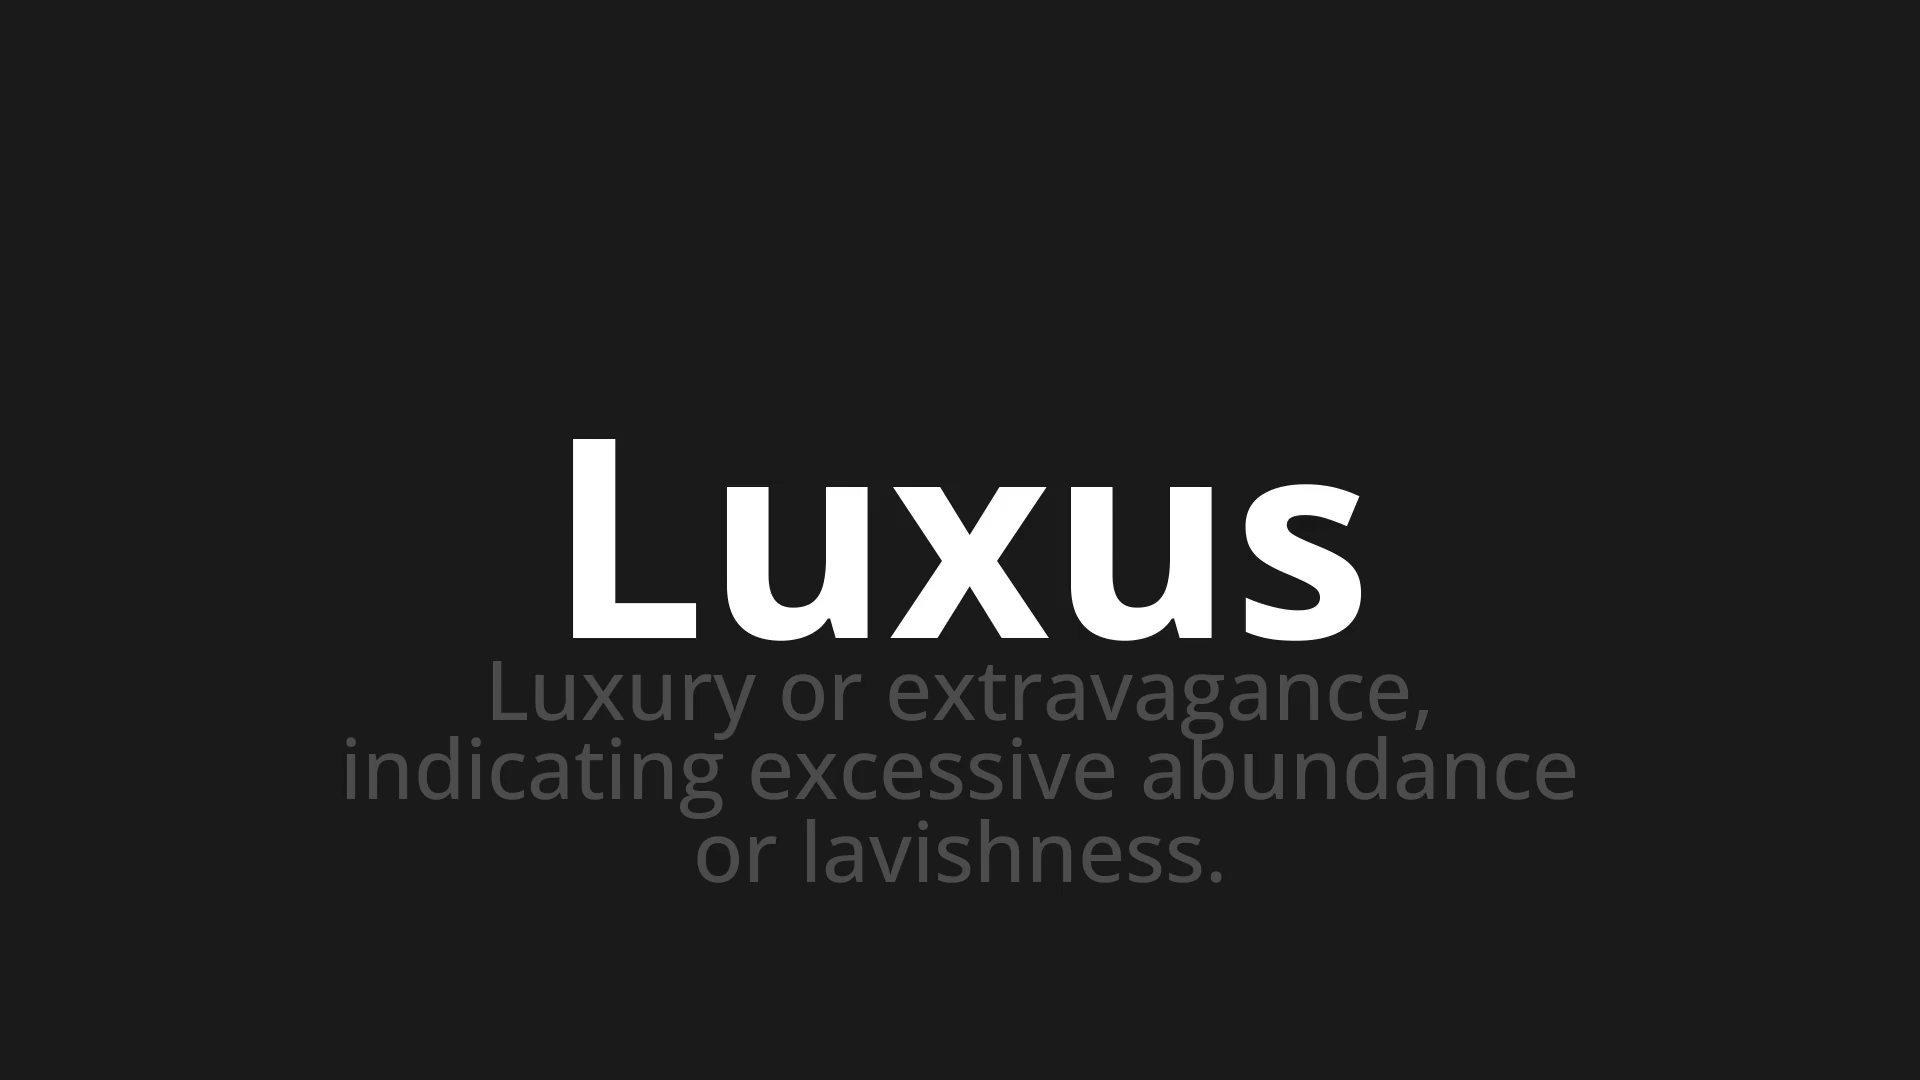 Luxus
Luxury or extravagance,
indicating excessive abundance
or lavishness.